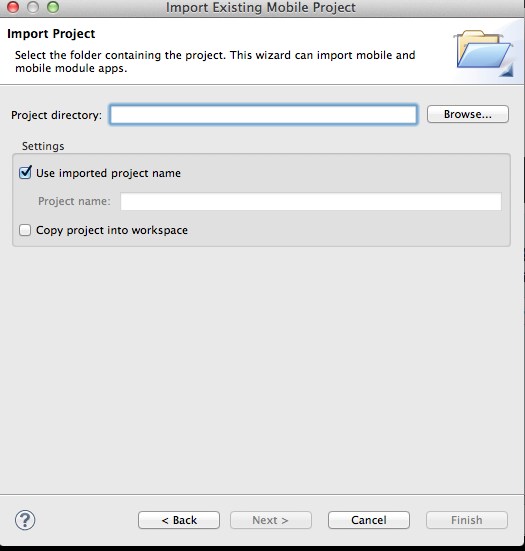 Import Existing Mobile Project
Import Project
Select the folder containing the project. This wizard can import mobile and
mobile module apps.
Project directory:
Browse...
Settings
Use imported project name
Project name:
Copy project into workspace
?
< Back
Next >
Cancel
Finish